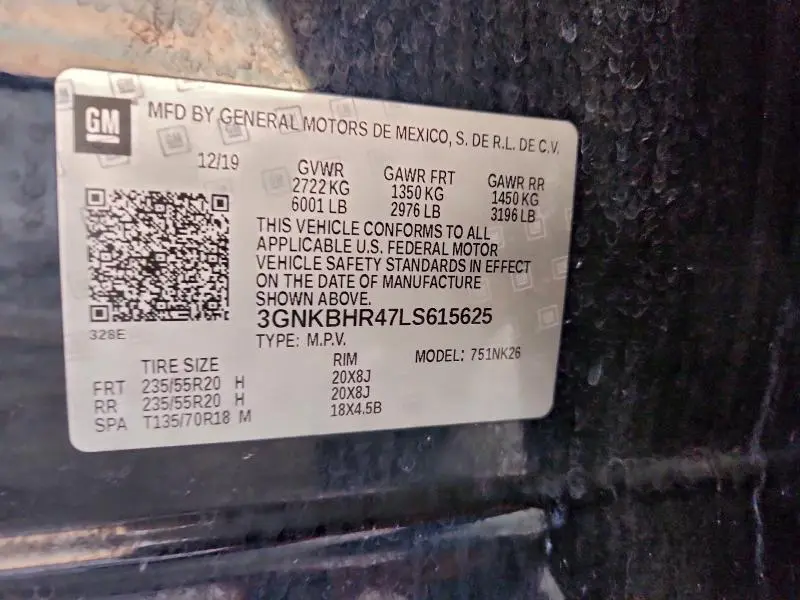 GM
MFD BY GENERAL MOTORS DE MEXICO, S. DE R.L. DE C.V.
12/19 GVWR GAWR FRT GAWR RR
2722 KG 1350 KG 1450 KG
6001 LB 2976 LB 3196 LB
THIS VEHICLE CONFORMS TO ALL
APPLICABLE U.S. FEDERAL MOTOR
VEHICLE SAFETY STANDARDS IN EFFECT
ON THE DATE OF MANUFACTURE
SHOWN ABOVE.
3GNKBHR47LS615625
328E
TYPE: M.P.V. MODEL: 751NK26
TIRE SIZE RIM
FRT 235/55R20 H 20X8J
RR 235/55R20 H 20X8J
SPA T135/70R18 M 18X4.5B